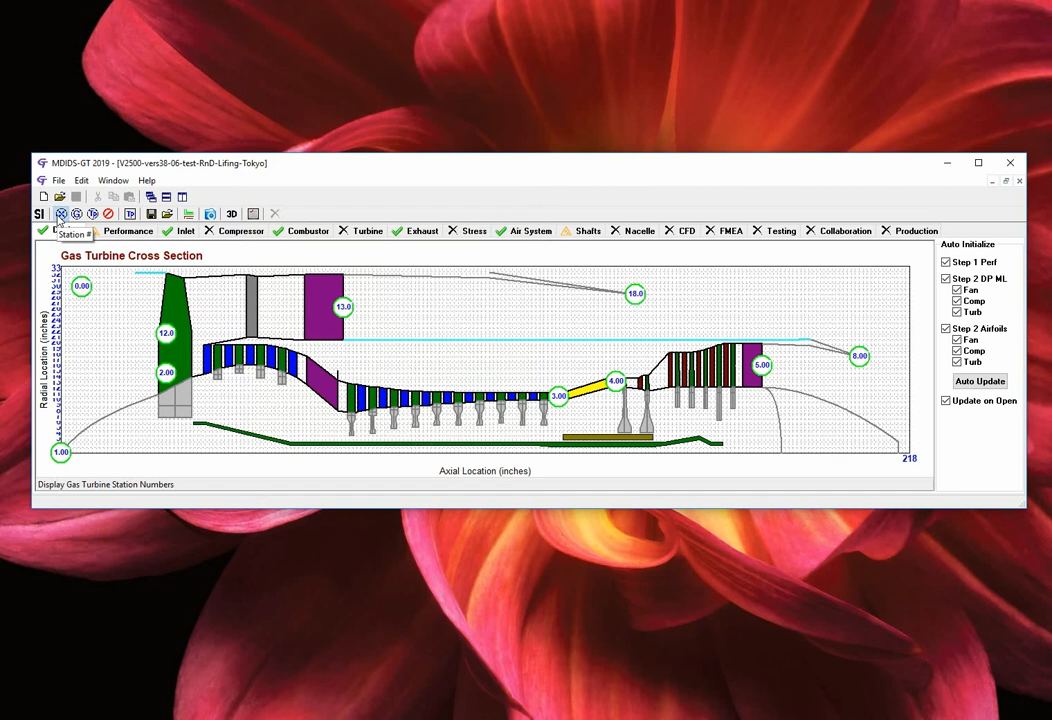 MDIDS-GT 2019 - [V2500-vers38-06-test-RnD-Lifing-Tokyo]
File Edit Window Help
SI TP 3D
Station #
Performance Inlet Compressor Combustor Turbine Exhaust Stress Air System Shafts Nacelle CFD FMEA Testing Collaboration Production
Gas Turbine Cross Section
Radial Location (inches)
33
0.00
18.0
13.0
12.0
8.00
5.00
2.00
4.00
3.00
1.00
218
Axial Location (inches)
Display Gas Turbine Station Numbers
Auto Initialize
Step 1 Perf
Step 2 DP ML
Fan
Comp
Turb
Step 2 Airfoils
Fan
Comp
Turb
Auto Update
Update on Open